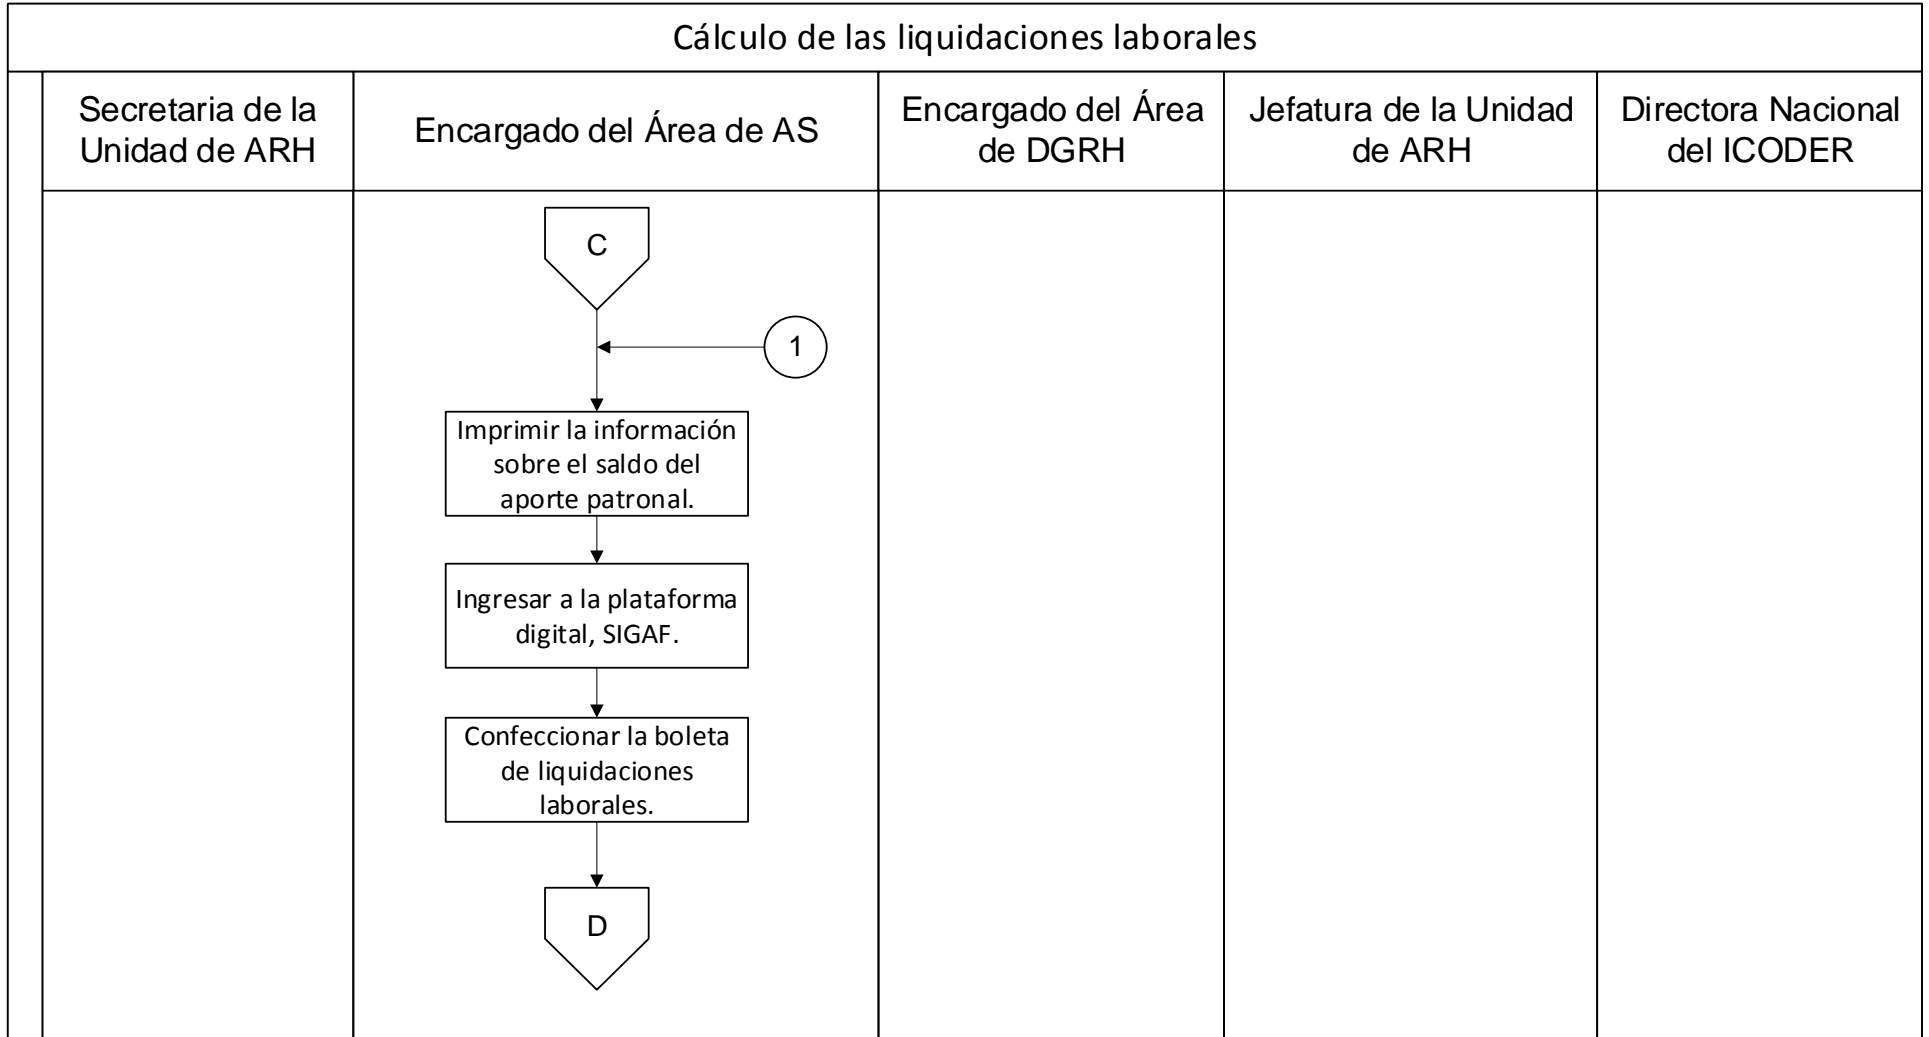 Cálculo de las liquidaciones laborales
Secretaria de la
Unidad de ARH
Encargado del Área de AS
Encargado del Área
de DGRH
Jefatura de la Unidad
de ARH
Directora Nacional
del ICODER
C
1
Imprimir la información
sobre el saldo del
aporte patronal.
Ingresar a la plataforma
digital, SIGAF.
Confeccionar la boleta
de liquidaciones
laborales.
D